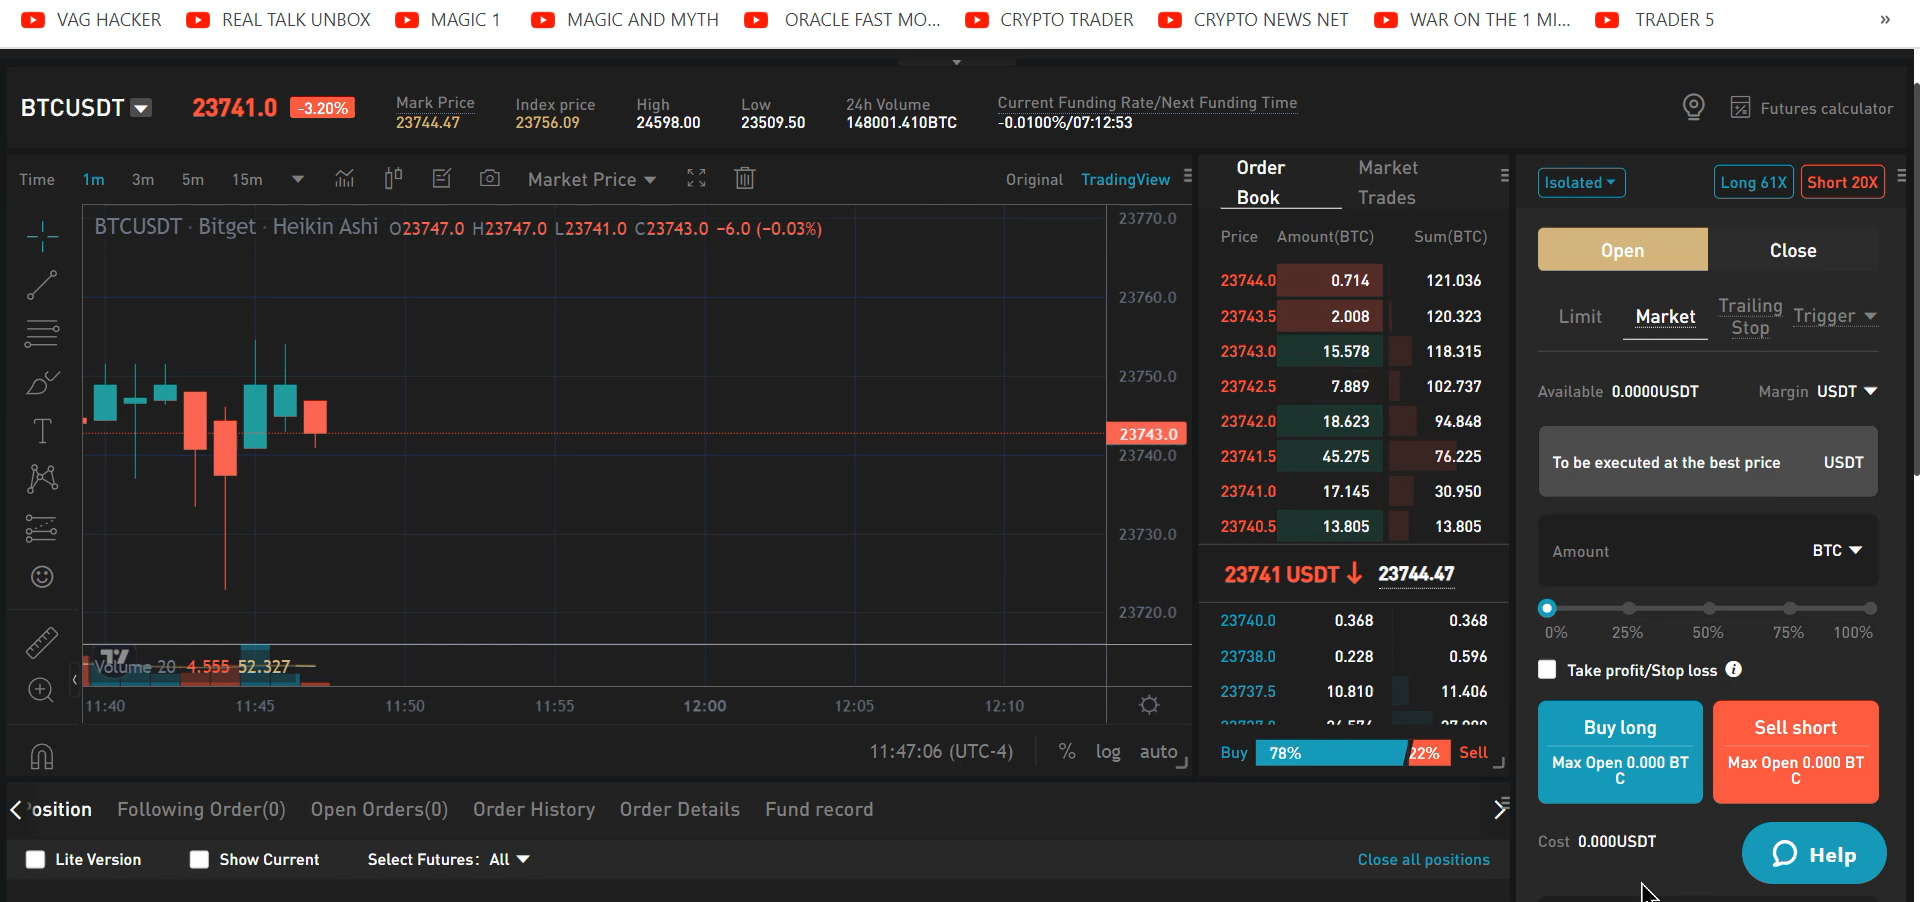 VAG HACKER REAL TALK UNBOX MAGIC 1 MAGIC AND MYTH ORACLE FAST MO... CRYPTO TRADER CRYPTO NEWS NET WAR ON THE 1 MI... TRADER 5 »
BTCUSDT 23741.0 -3.20%
Mark Price Index price High Low 24h Volume Current Funding Rate/Next Funding Time
23744.47 23756.09 24598.00 23509.50 148001.410BTC -0.0100%/07:12:53
Futures calculator
Time 1m 3m 5m 15m Market Price Original TradingView
BTCUSDT · Bitget · Heikin Ashi O23747.0 H23747.0 L23741.0 C23743.0 −6.0 (−0.03%)
23770.0
23760.0
23750.0
23743.0
23740.0
23730.0
23720.0
Volume 20 4.555 52.327
11:40 11:45 11:50 11:55 12:00 12:05 12:10
11:47:06 (UTC-4) % log auto
Order Book
Market Trades
Price Amount(BTC) Sum(BTC)
23744.0 0.714 121.036
23743.5 2.008 120.323
23743.0 15.578 118.315
23742.5 7.889 102.737
23742.0 18.623 94.848
23741.5 45.275 76.225
23741.0 17.145 30.950
23740.5 13.805 13.805
23741 USDT ↓ 23744.47
23740.0 0.368 0.368
23738.0 0.228 0.596
23737.5 10.810 11.406
Buy 78% 22% Sell
Isolated Long 61X Short 20X
Open Close
Limit Market Trailing Stop Trigger
Available 0.0000USDT Margin USDT
To be executed at the best price USDT
Amount BTC
0% 25% 50% 75% 100%
Take profit/Stop loss
Buy long Sell short
Max Open 0.000 BT Max Open 0.000 BT
C C
Cost 0.000USDT
Help
osition Following Order(0) Open Orders(0) Order History Order Details Fund record
Lite Version Show Current Select Futures: All Close all positions